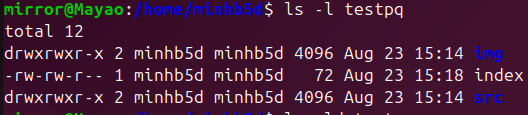 mirror@Mayao:/home/minhb5d$ ls -l testpq
total 12
drwxrwxr-x 2 minhb5d minhb5d 4096 Aug 23 15:14 img
-rw-rw-r-- 1 minhb5d minhb5d   72 Aug 23 15:18 index
drwxrwxr-x 2 minhb5d minhb5d 4096 Aug 23 15:14 src